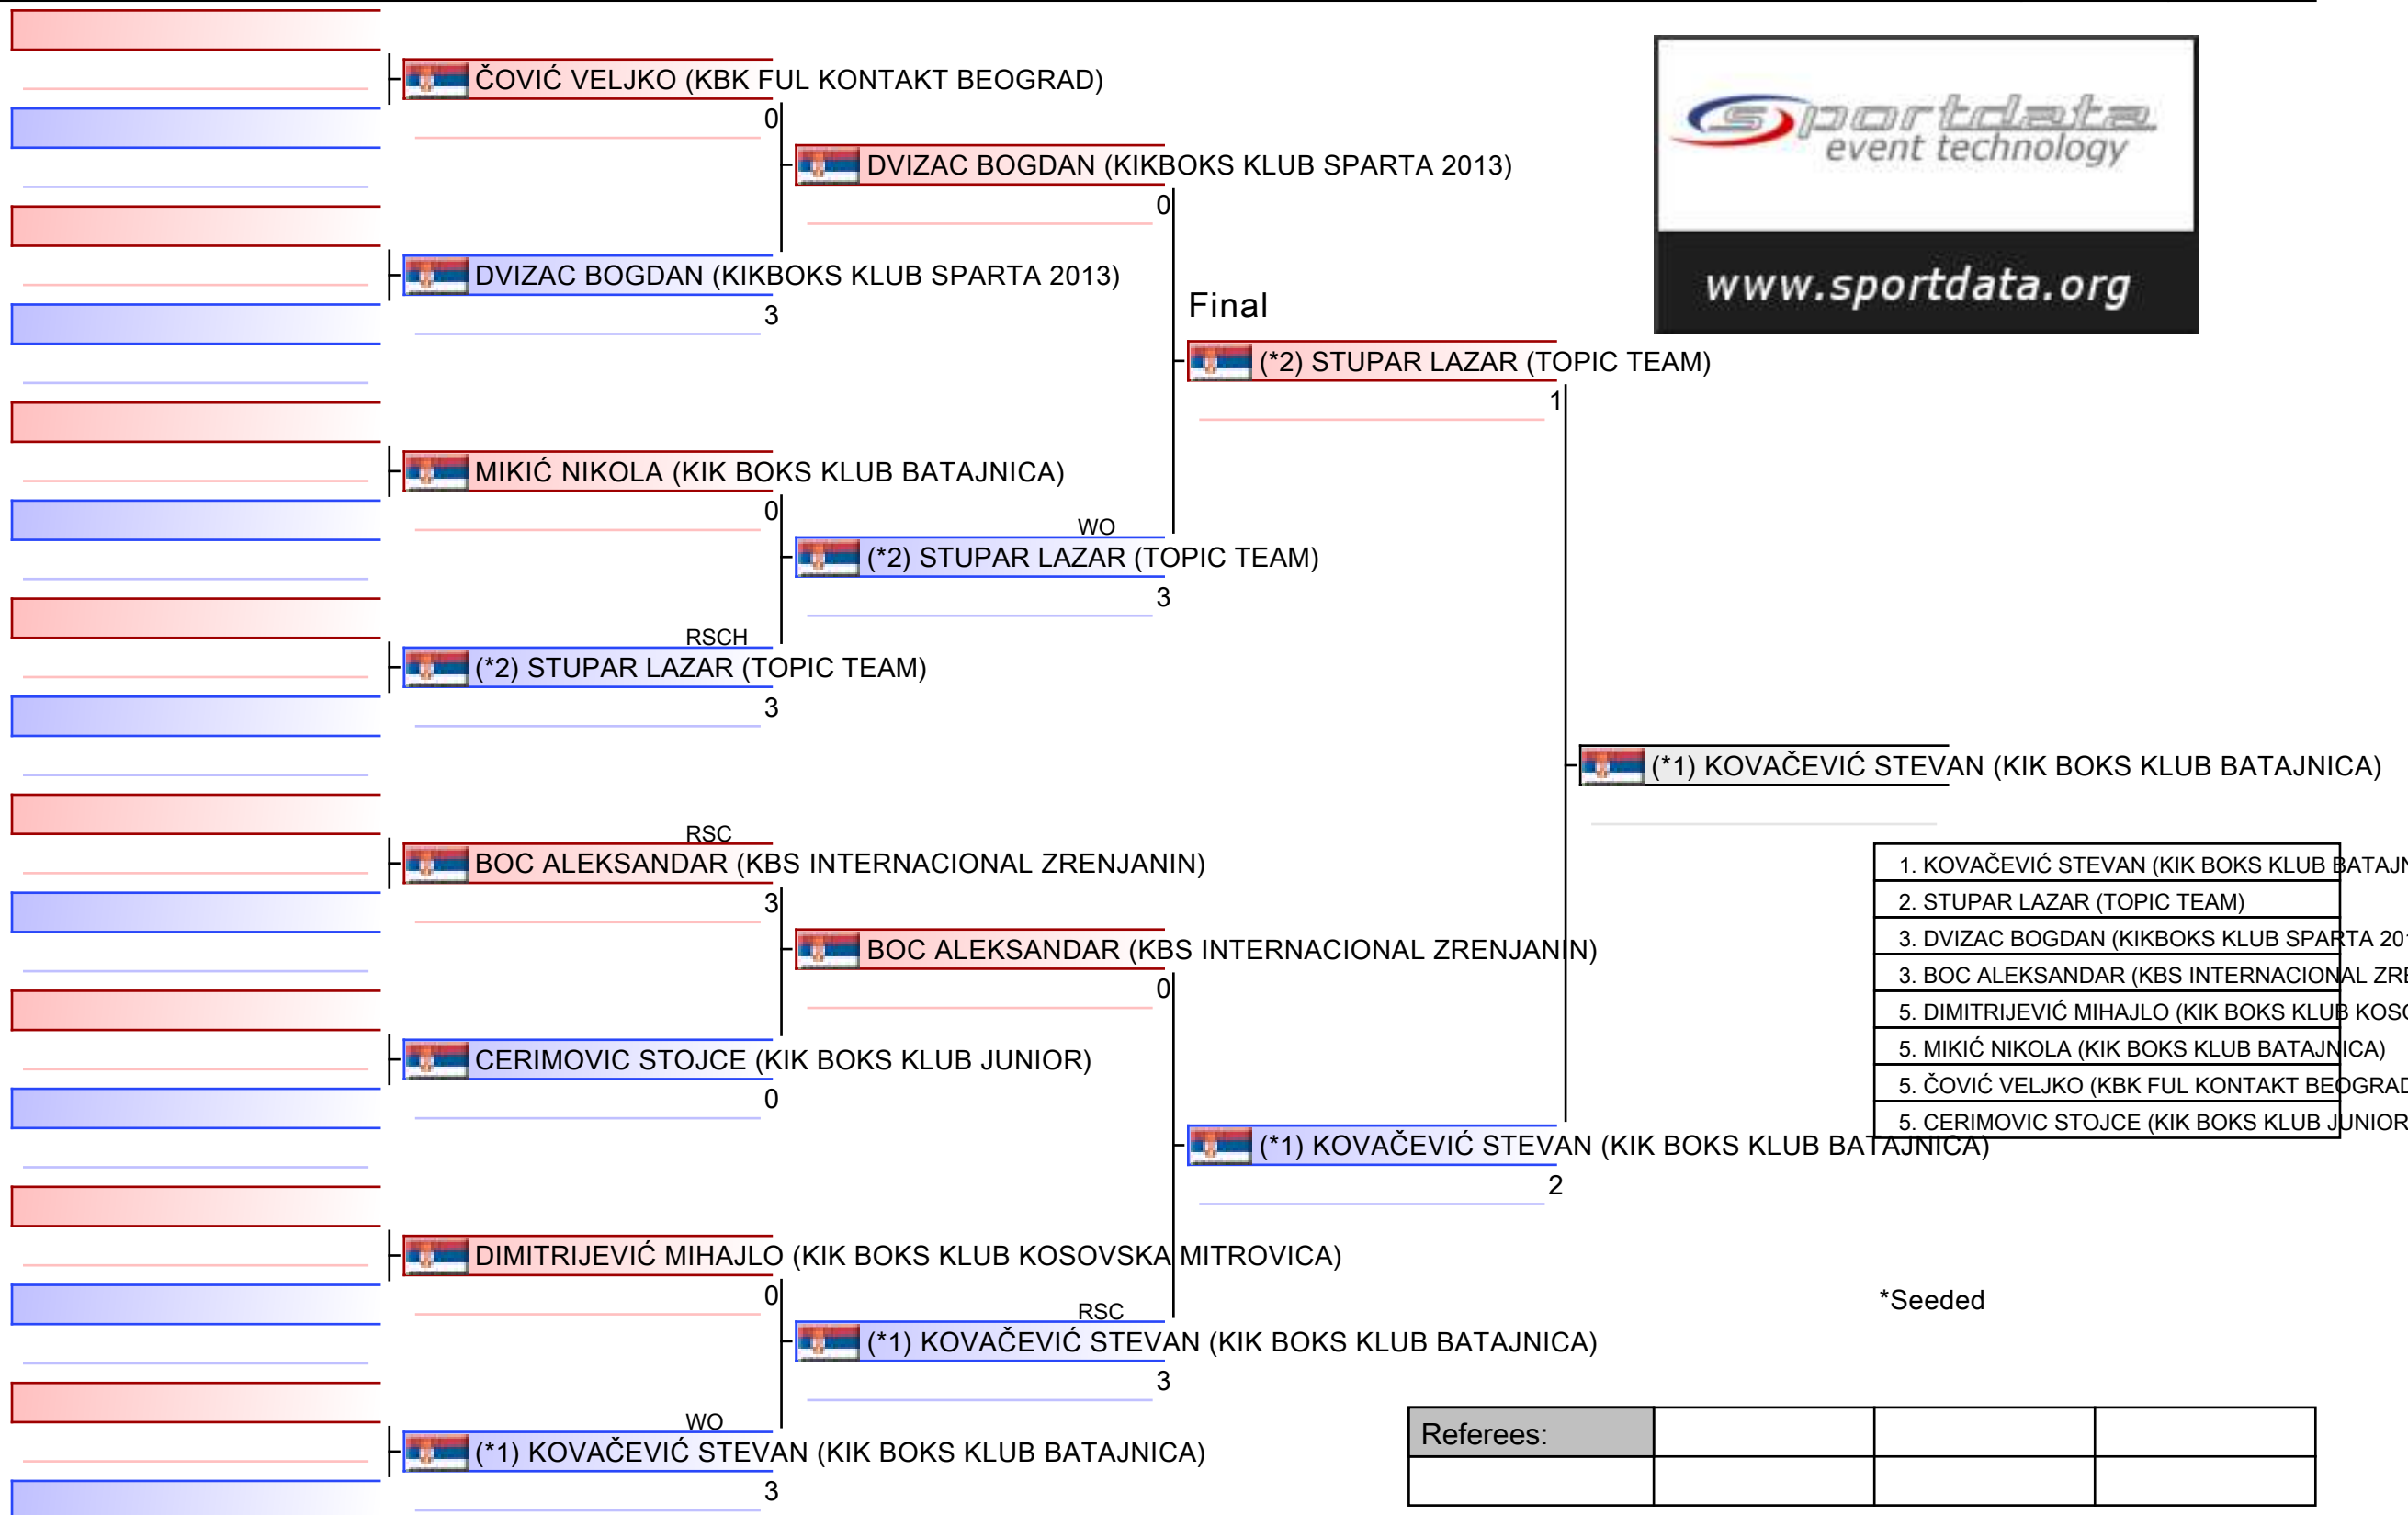 ČOVIĆ VELJKO (KBK FUL KONTAKT BEOGRAD)
0
DVIZAC BOGDAN (KIKBOKS KLUB SPARTA 2013)
0
DVIZAC BOGDAN (KIKBOKS KLUB SPARTA 2013)
3
sportdata
event technology
www.sportdata.org
Final
(*2) STUPAR LAZAR (TOPIC TEAM)
1
MIKIĆ NIKOLA (KIK BOKS KLUB BATAJNICA)
0
WO
(*2) STUPAR LAZAR (TOPIC TEAM)
3
RSCH
(*2) STUPAR LAZAR (TOPIC TEAM)
3
(*1) KOVAČEVIĆ STEVAN (KIK BOKS KLUB BATAJNICA)
RSC
BOC ALEKSANDAR (KBS INTERNACIONAL ZRENJANIN)
3
BOC ALEKSANDAR (KBS INTERNACIONAL ZRENJANIN)
0
CERIMOVIC STOJCE (KIK BOKS KLUB JUNIOR)
0
1. KOVAČEVIĆ STEVAN (KIK BOKS KLUB BATAJN
2. STUPAR LAZAR (TOPIC TEAM)
3. DVIZAC BOGDAN (KIKBOKS KLUB SPARTA 201
3. BOC ALEKSANDAR (KBS INTERNACIONAL ZRE
5. DIMITRIJEVIĆ MIHAJLO (KIK BOKS KLUB KOSO
5. MIKIĆ NIKOLA (KIK BOKS KLUB BATAJNICA)
5. ČOVIĆ VELJKO (KBK FUL KONTAKT BEOGRAD
5. CERIMOVIC STOJCE (KIK BOKS KLUB JUNIOR
(*1) KOVAČEVIĆ STEVAN (KIK BOKS KLUB BATAJNICA)
2
DIMITRIJEVIĆ MIHAJLO (KIK BOKS KLUB KOSOVSKA MITROVICA)
0
RSC
(*1) KOVAČEVIĆ STEVAN (KIK BOKS KLUB BATAJNICA)
3
WO
(*1) KOVAČEVIĆ STEVAN (KIK BOKS KLUB BATAJNICA)
3
*Seeded
Referees: